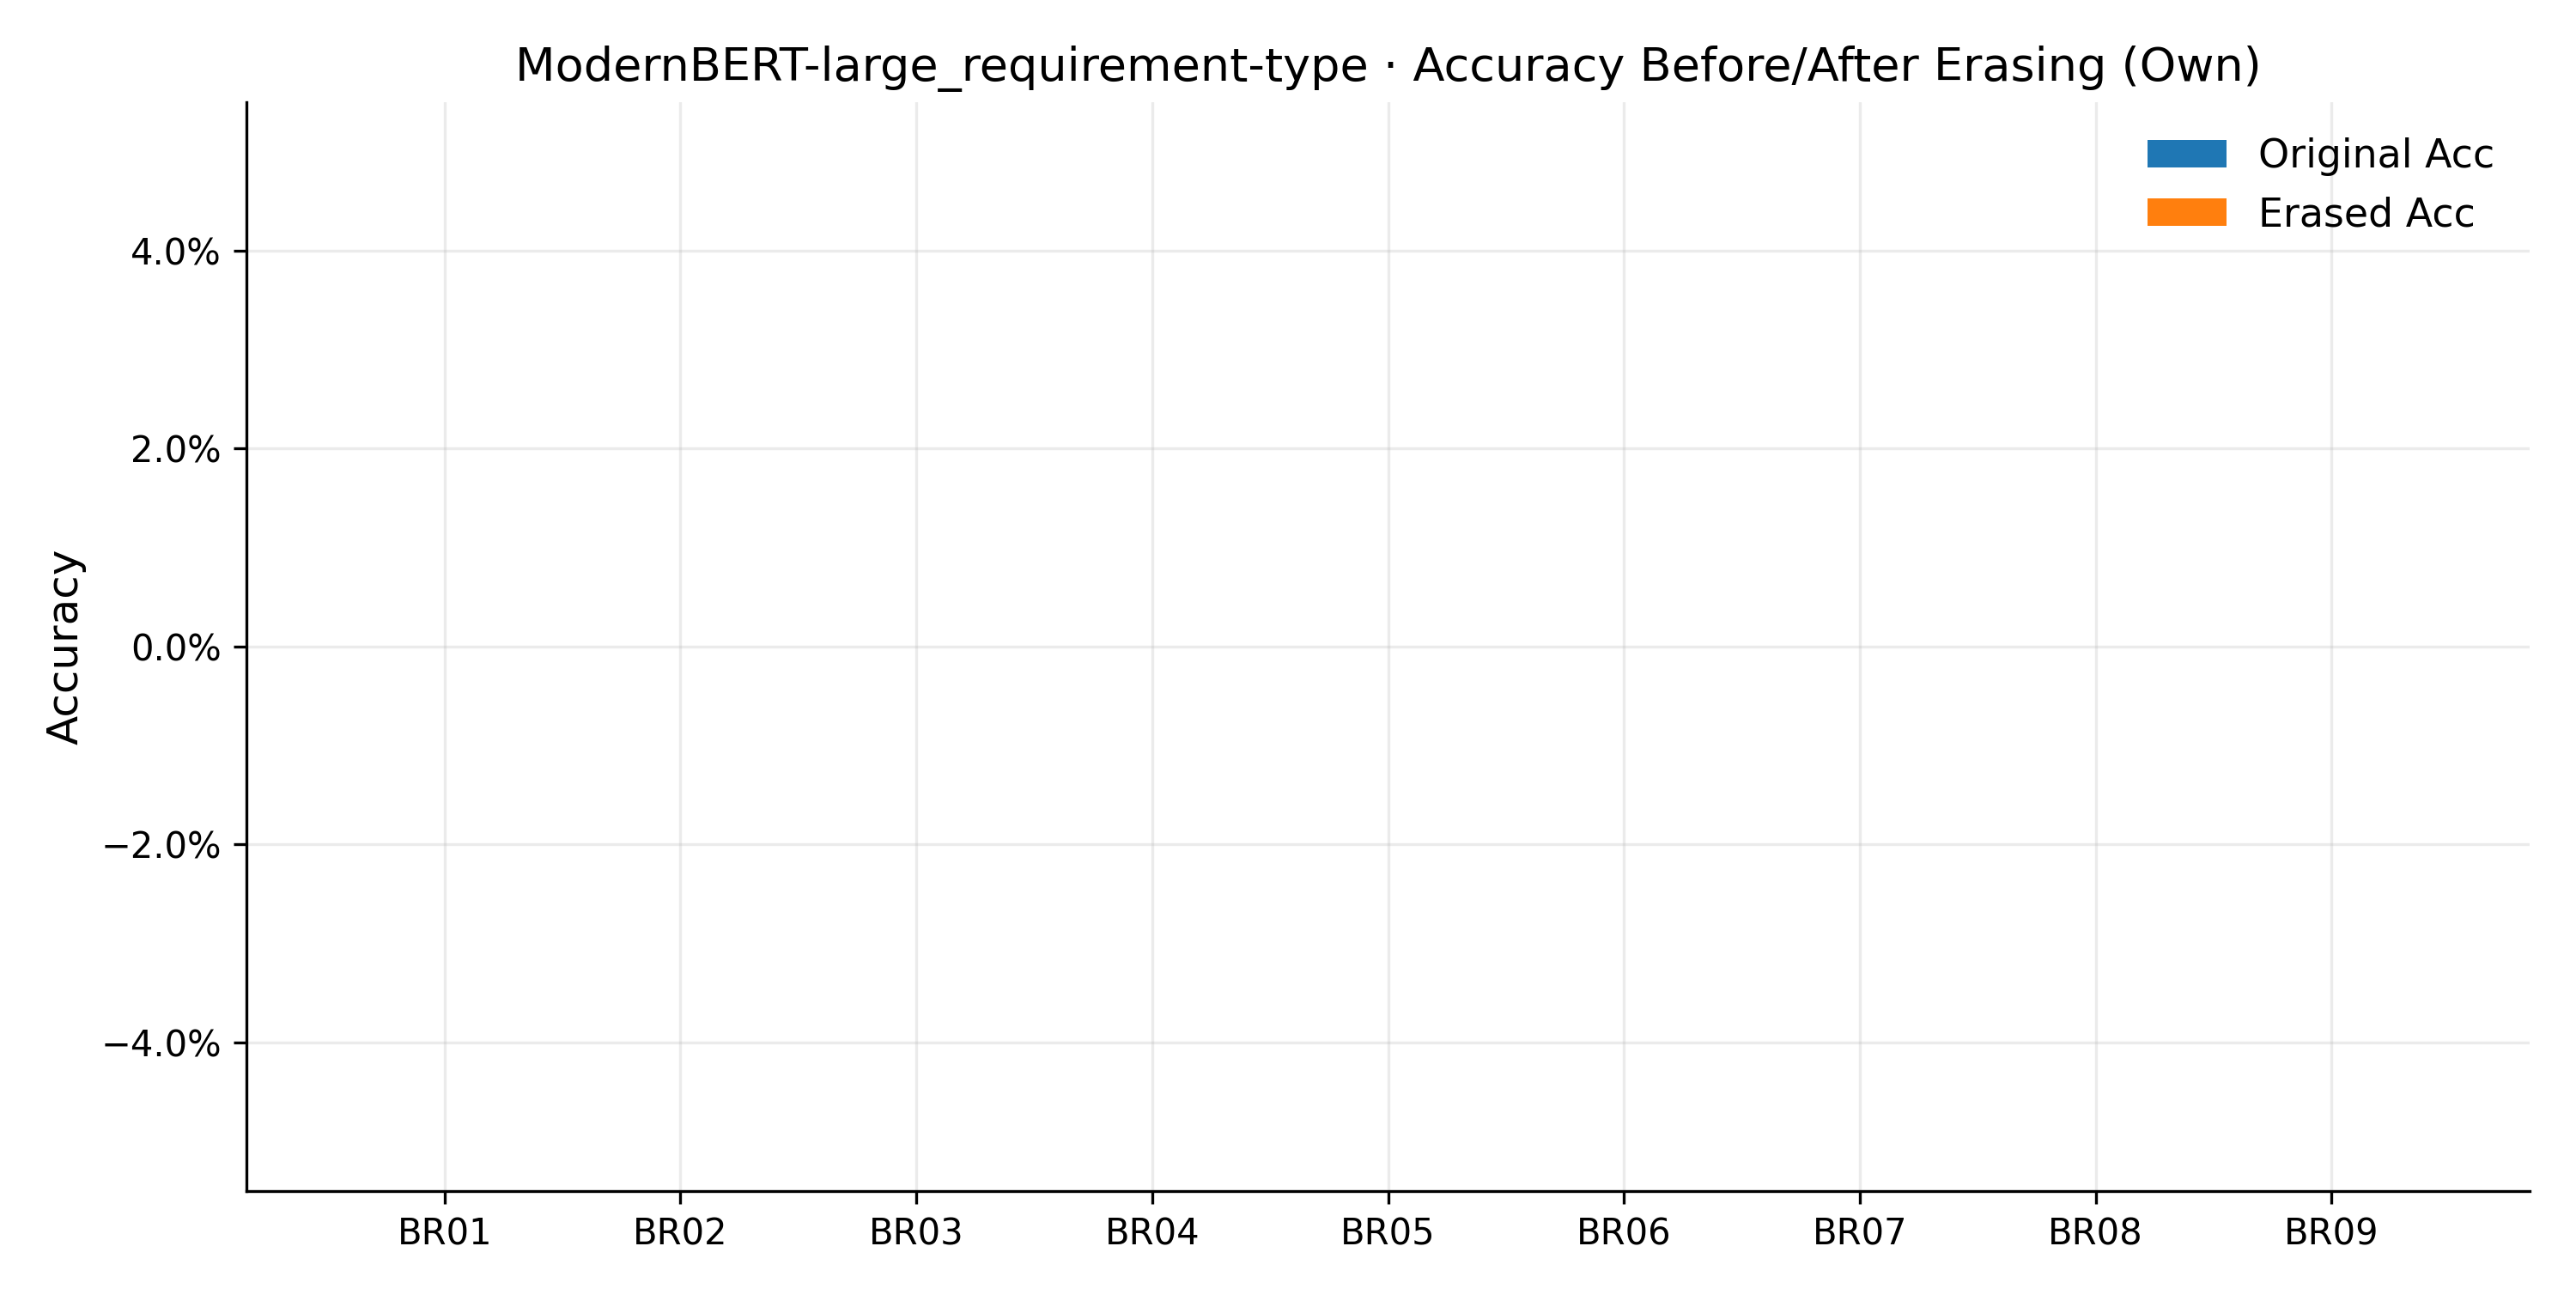 ModernBERT-large_requirement-type · Accuracy Before/After Erasing (Own)
Original Acc
Erased Acc
4.0%
2.0%
0.0%
−2.0%
−4.0%
Accuracy
BR01 BR02 BR03 BR04 BR05 BR06 BR07 BR08 BR09